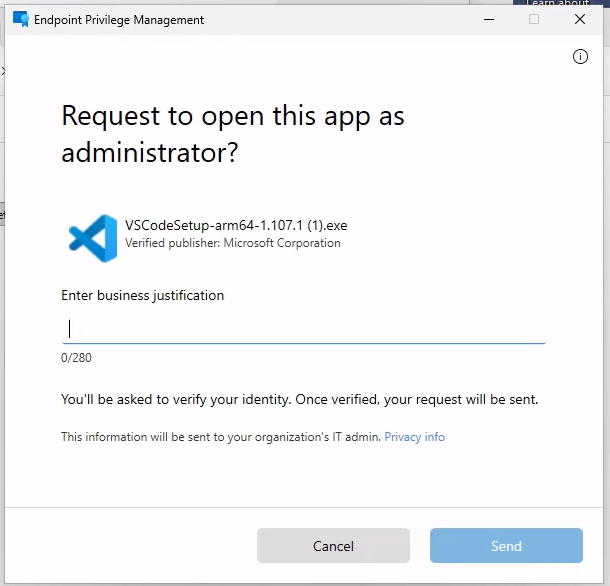 Learn about
Endpoint Privilege Management
Request to open this app as
administrator?
VSCodeSetup-arm64-1.107.1 (1).exe
Verified publisher: Microsoft Corporation
Enter business justification
0/280
You'll be asked to verify your identity. Once verified, your request will be sent.
This information will be sent to your organization's IT admin. Privacy info
Cancel
Send